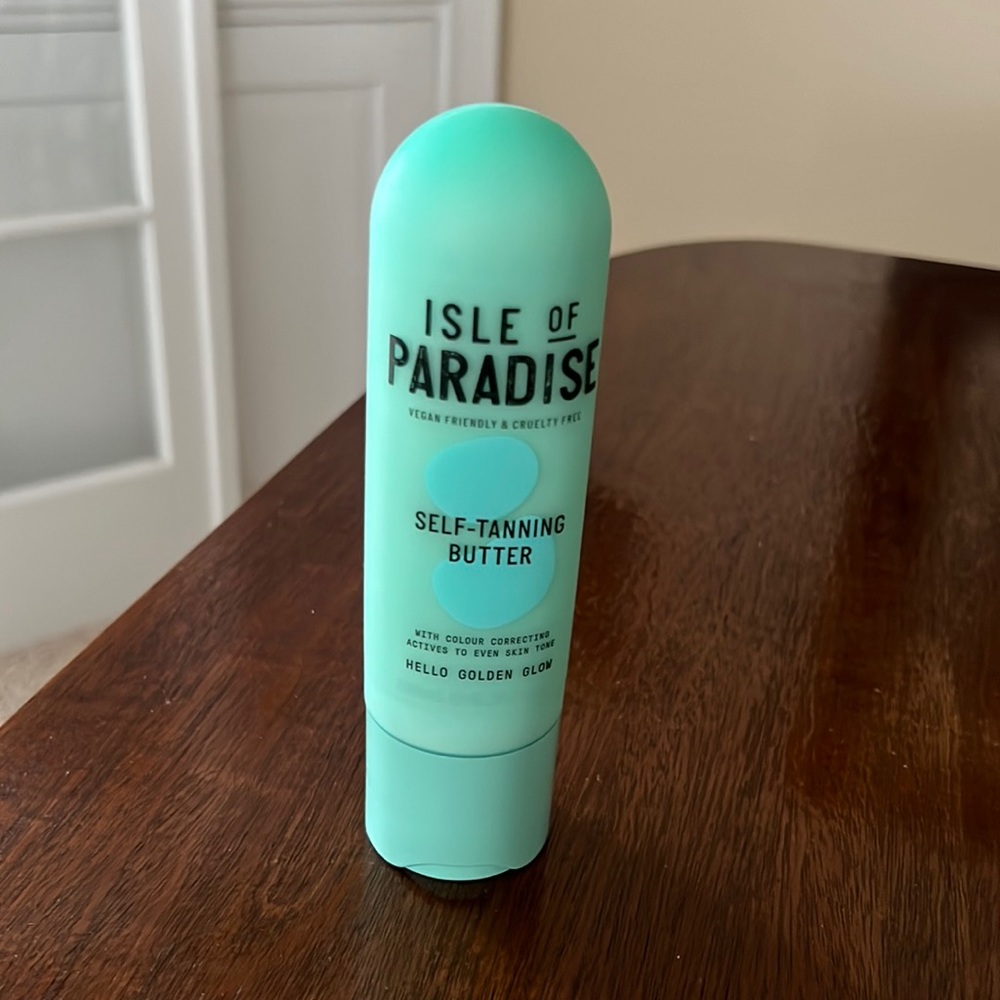 ISLE OF
PARADISE
VEGAN FRIENDLY & CRUELTY FREE
SELF-TANNING
BUTTER
WITH COLOUR CORRECTING
ACTIVES TO EVEN SKIN TONE
HELLO GOLDEN GLOW